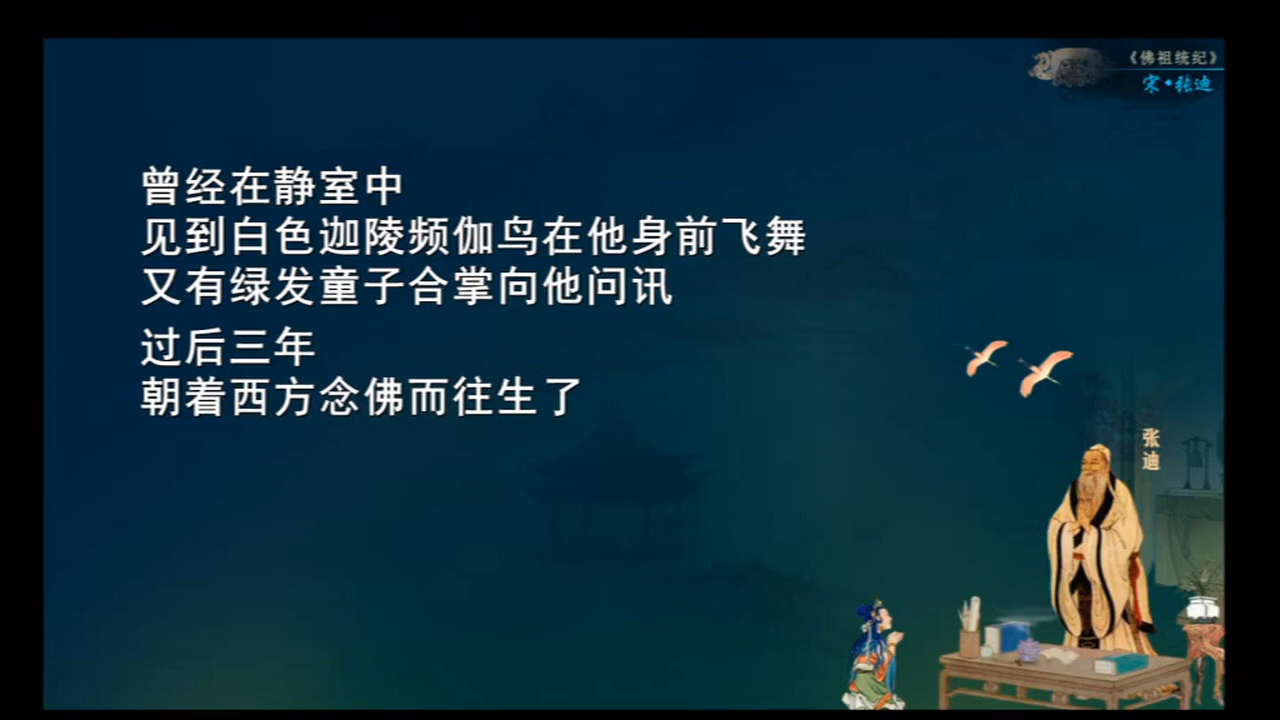 《佛祖统纪》
宋·张迪
曾经在静室中
见到白色迦陵频伽鸟在他身前飞舞
又有绿发童子合掌向他问讯
过后三年
朝着西方念佛而往生了
张迪